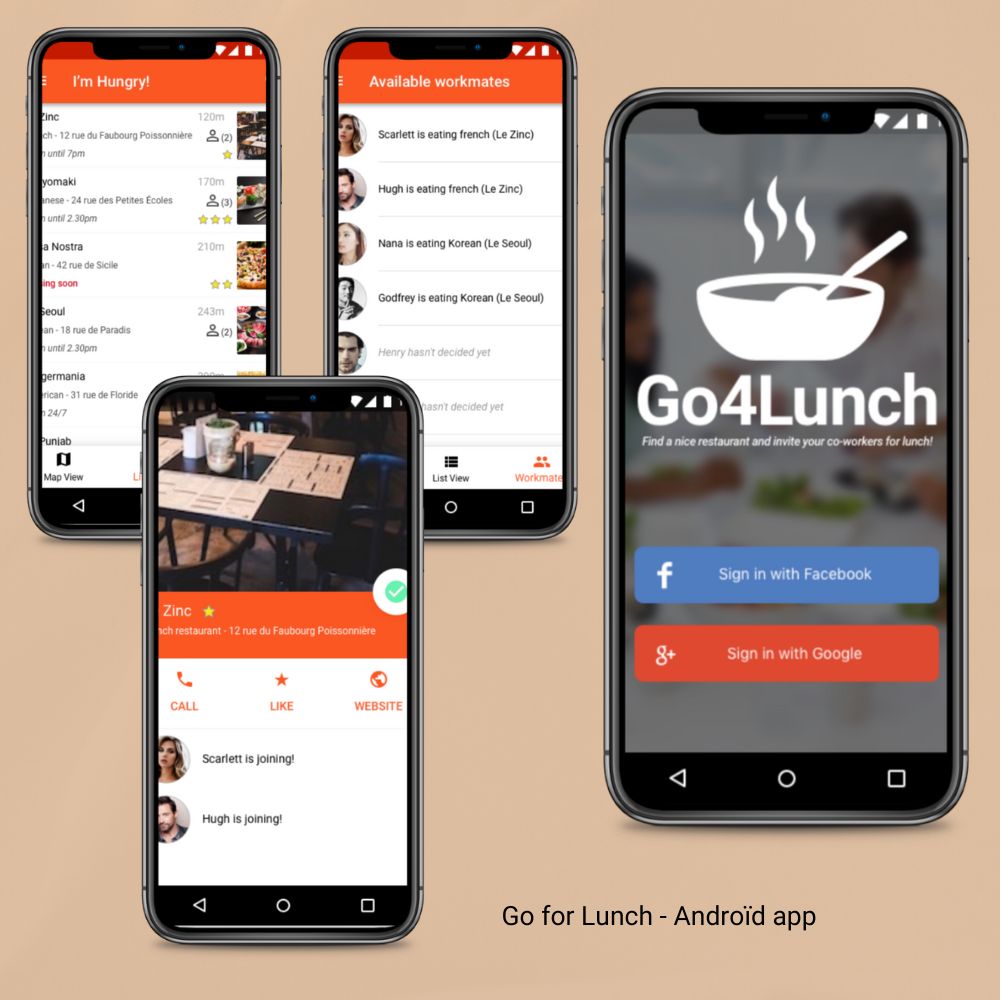 I'm Hungry!
Zinc 120m
ch - 12 rue du Faubourg Poissonnière (2)
n until 7pm
yomaki 170m
anese - 24 rue des Petites Écoles (3)
n until 2.30pm
a Nostra 210m
an - 42 rue de Sicile
ing soon
Seoul 243m
ean - 18 rue de Paradis (2)
n until 2.30pm
germania
erican - 31 rue de Floride
n 24/7
Punjab
Map View Li
Available workmates
Scarlett is eating french (Le Zinc)
Hugh is eating french (Le Zinc)
Nana is eating Korean (Le Seoul)
Godfrey is eating Korean (Le Seoul)
Henry hasn't decided yet
hasn't decided yet
List View Workmate
Zinc
nch restaurant - 12 rue du Faubourg Poissonnière
CALL LIKE WEBSITE
Scarlett is joining!
Hugh is joining!
Go4Lunch
Find a nice restaurant and invite your co-workers for lunch!
f Sign in with Facebook
g+ Sign in with Google
Go for Lunch - Androïd app